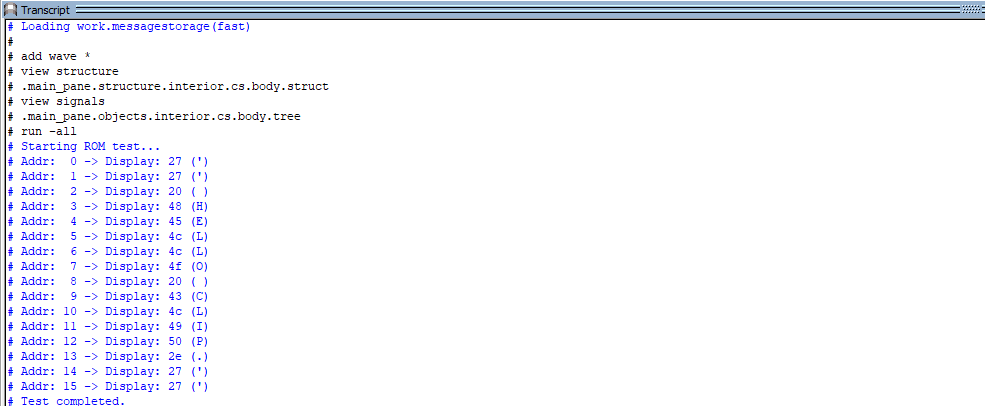 Transcript
# Loading work.messagestorage(fast)
#
# add wave *
# view structure
# .main_pane.structure.interior.cs.body.struct
# view signals
# .main_pane.objects.interior.cs.body.tree
# run -all
# Starting ROM test...
# Addr:  0 -> Display: 27 (')
# Addr:  1 -> Display: 27 (')
# Addr:  2 -> Display: 20 ( )
# Addr:  3 -> Display: 48 (H)
# Addr:  4 -> Display: 45 (E)
# Addr:  5 -> Display: 4c (L)
# Addr:  6 -> Display: 4c (L)
# Addr:  7 -> Display: 4f (O)
# Addr:  8 -> Display: 20 ( )
# Addr:  9 -> Display: 43 (C)
# Addr: 10 -> Display: 4c (L)
# Addr: 11 -> Display: 49 (I)
# Addr: 12 -> Display: 50 (P)
# Addr: 13 -> Display: 2e (.)
# Addr: 14 -> Display: 27 (')
# Addr: 15 -> Display: 27 (')
# Test completed.